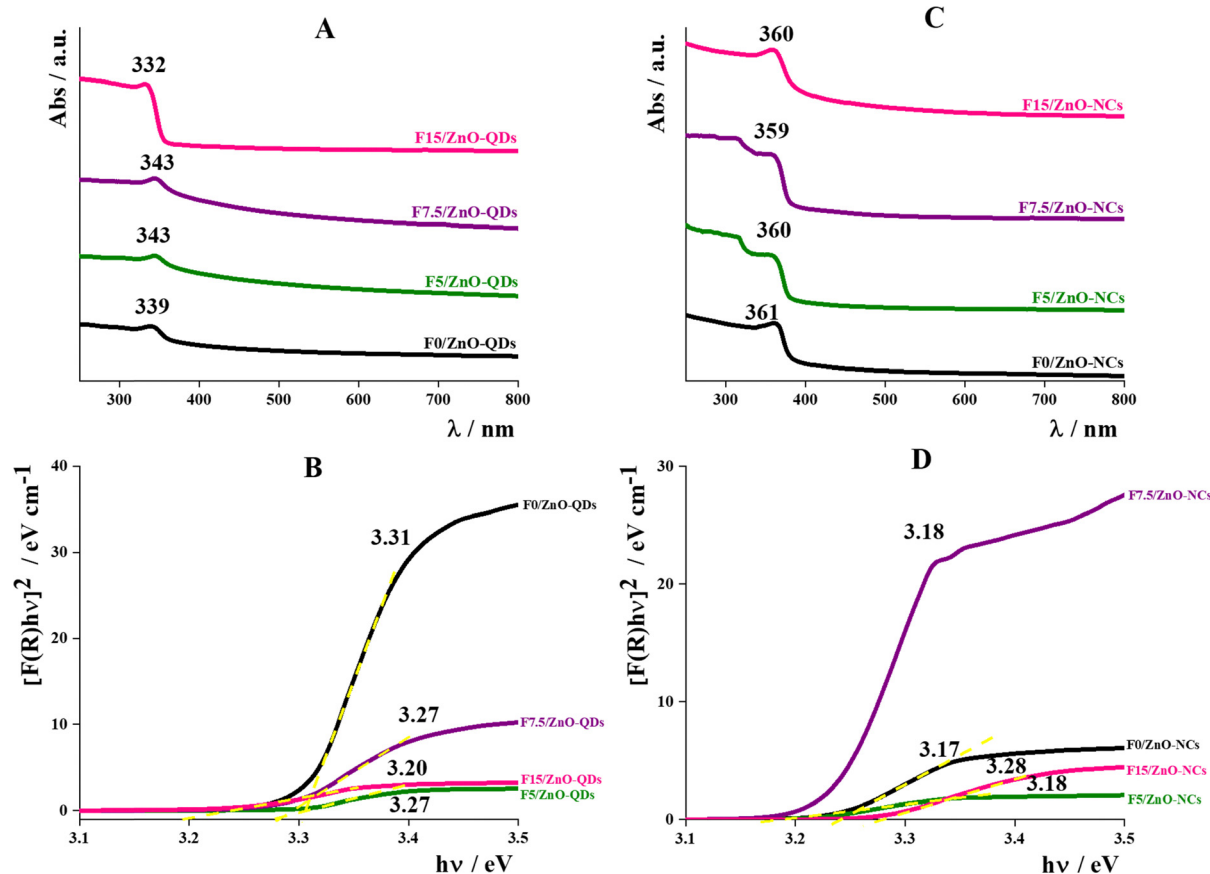 A
Abs / a.u.
332
F15/ZnO-QDs
343
F7.5/ZnO-QDs
343
F5/ZnO-QDs
339
F0/ZnO-QDs
300 400 500 600 700 800
λ / nm
C
Abs / a.u.
360
F15/ZnO-NCs
359
F7.5/ZnO-NCs
360
F5/ZnO-NCs
361
F0/ZnO-NCs
300 400 500 600 700 800
λ / nm
B
[F(R)hν]² / eV cm⁻¹
40
30
20
10
0
F0/ZnO-QDs
3.31
3.27
F7.5/ZnO-QDs
3.20
F15/ZnO-QDs
3.27
F5/ZnO-QDs
3.1 3.2 3.3 3.4 3.5
hν / eV
D
[F(R)hν]² / eV cm⁻¹
30
20
10
0
F7.5/ZnO-NCs
3.18
3.17
F0/ZnO-NCs
3.28
F15/ZnO-NCs
3.18
F5/ZnO-NCs
3.1 3.2 3.3 3.4 3.5
hν / eV